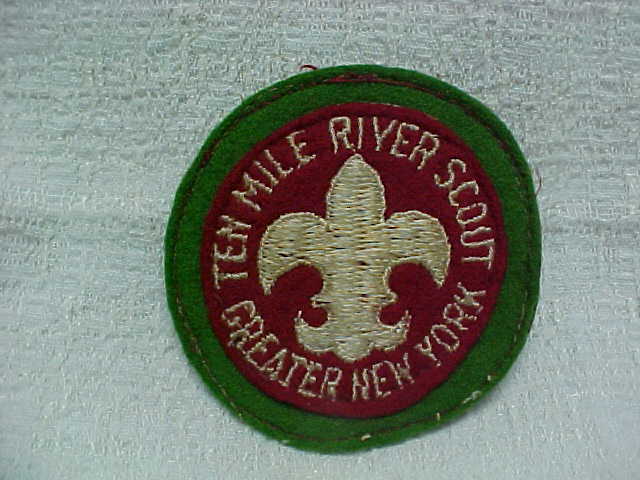 TEN MILE RIVER SCOUT
GREATER NEW YORK